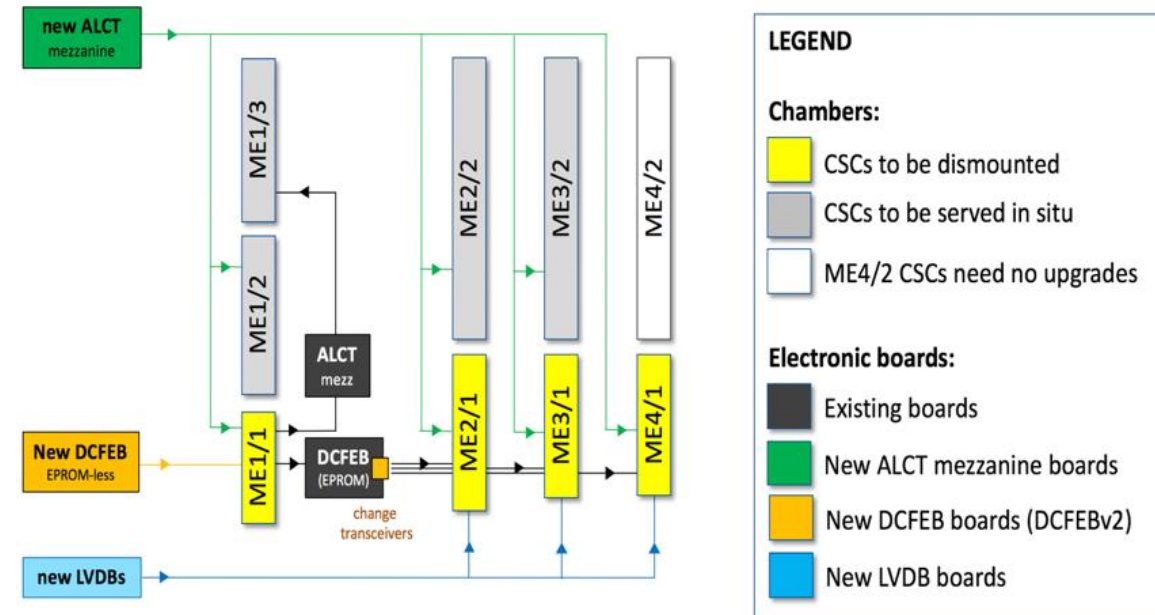 new ALCT
mezzanine
ME1/3
ME1/2
ME1/1
ALCT
mezz
New DCFEB
EPROM-less
DCFEB
(EPROM)
change
transceivers
new LVDBs
ME2/2
ME2/1
ME3/2
ME3/1
ME4/2
ME4/1
LEGEND
Chambers:
CSCs to be dismounted
CSCs to be served in situ
ME4/2 CSCs need no upgrades
Electronic boards:
Existing boards
New ALCT mezzanine boards
New DCFEB boards (DCFEBv2)
New LVDB boards